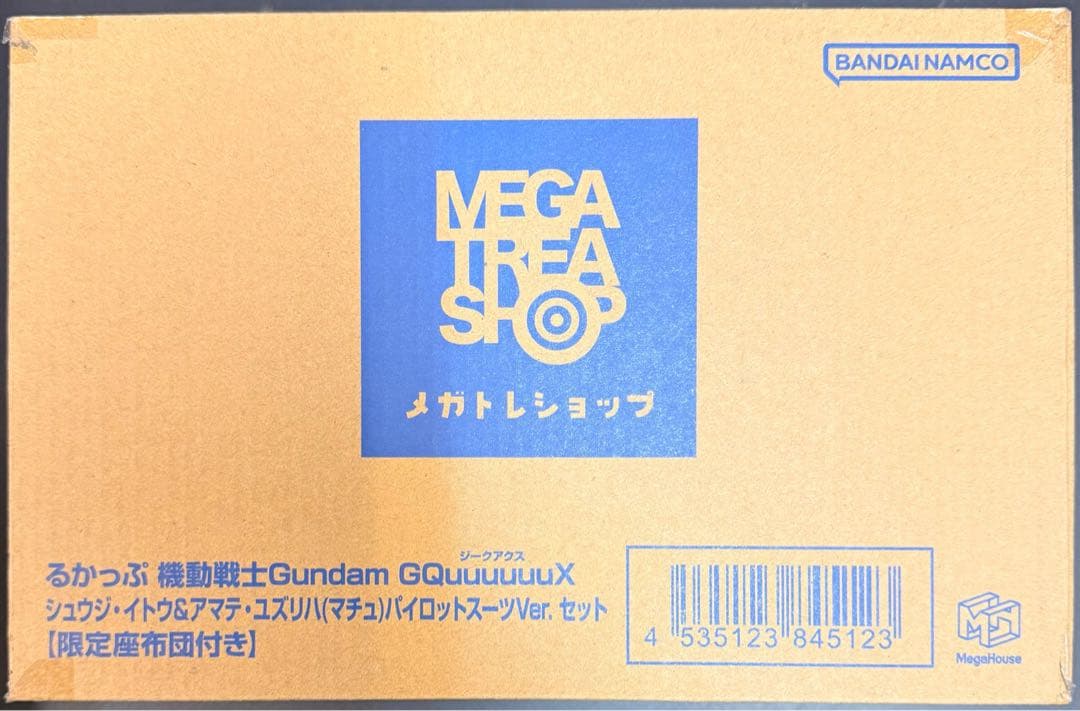 BANDAI NAMCO
MEGA
TREA
SHOP
メガトレショップ
ジークアクス
るかっぷ 機動戦士Gundam GQuuuuuuX
シュウジ・イトウ&アマテ・ユズリハ(マチュ)パイロットスーツVer. セット
【限定座布団付き】
4 535123 845123
MegaHouse